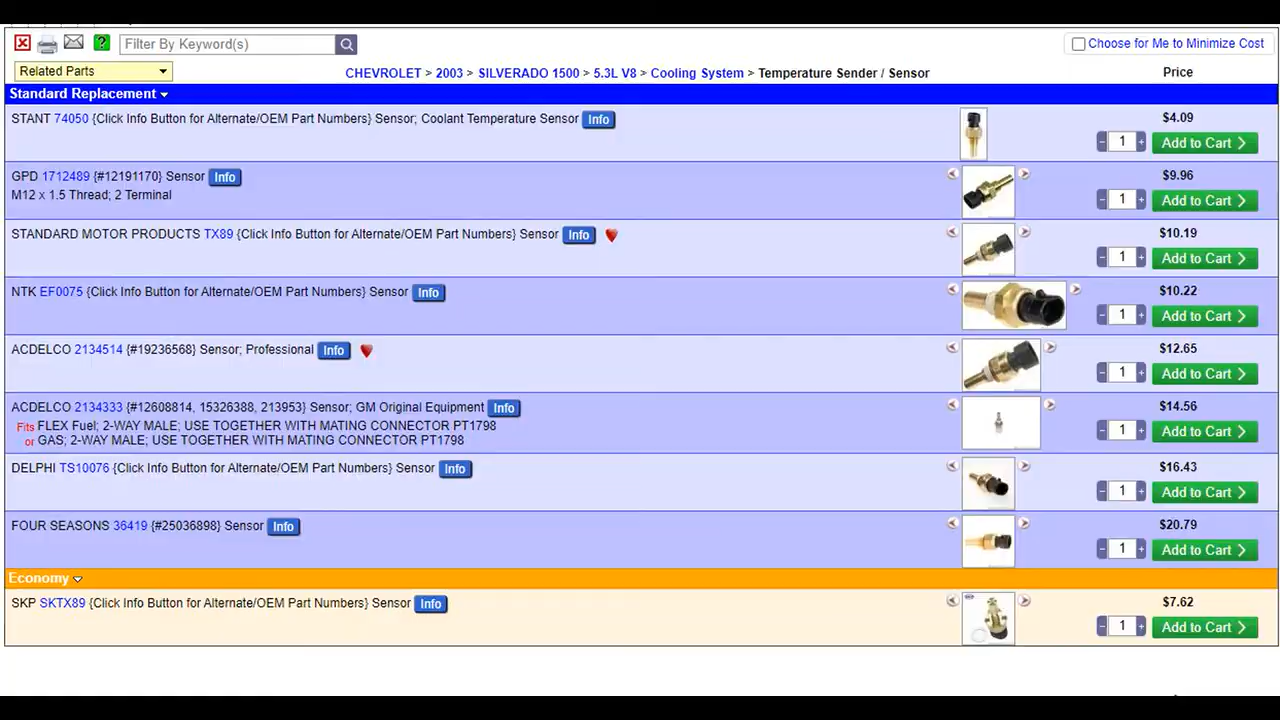 Filter By Keyword(s)
Choose for Me to Minimize Cost
Related Parts
CHEVROLET > 2003 > SILVERADO 1500 > 5.3L V8 > Cooling System > Temperature Sender / Sensor
Price
Standard Replacement
STANT 74050 {Click Info Button for Alternate/OEM Part Numbers} Sensor; Coolant Temperature Sensor Info
$4.09
1 Add to Cart
GPD 1712489 {#12191170} Sensor Info
$9.96
M12 x 1.5 Thread; 2 Terminal
1 Add to Cart
STANDARD MOTOR PRODUCTS TX89 {Click Info Button for Alternate/OEM Part Numbers} Sensor Info
$10.19
1 Add to Cart
NTK EF0075 {Click Info Button for Alternate/OEM Part Numbers} Sensor Info
$10.22
1 Add to Cart
ACDELCO 2134514 {#19236568} Sensor; Professional Info
$12.65
1 Add to Cart
ACDELCO 2134333 {#12608814, 15326388, 213953} Sensor; GM Original Equipment Info
$14.56
Fits FLEX Fuel; 2-WAY MALE; USE TOGETHER WITH MATING CONNECTOR PT1798
or GAS; 2-WAY MALE; USE TOGETHER WITH MATING CONNECTOR PT1798
1 Add to Cart
DELPHI TS10076 {Click Info Button for Alternate/OEM Part Numbers} Sensor Info
$16.43
1 Add to Cart
FOUR SEASONS 36419 {#25036898} Sensor Info
$20.79
1 Add to Cart
Economy
SKP SKTX89 {Click Info Button for Alternate/OEM Part Numbers} Sensor Info
$7.62
1 Add to Cart